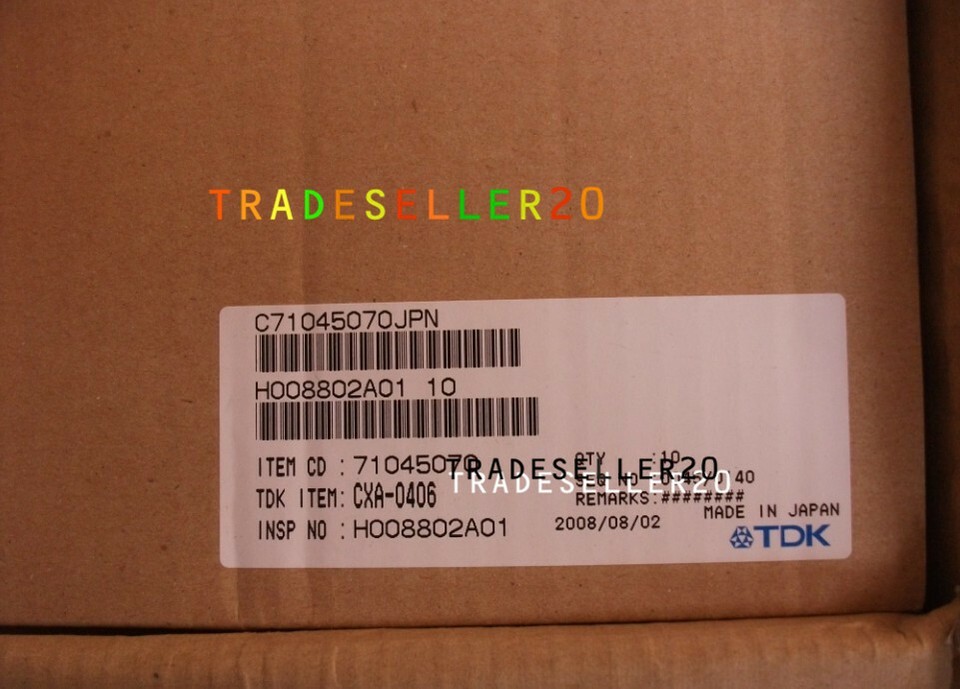 TRADESELLER20
C71045070JPN
H008802A01 10
ITEM CD : 71045070
QTY :10
TRADESELLER20
TDK ITEM: CXA-0406
TRADESELLER20
REMARKS:########
INSP NO : H008802A01
2008/08/02
MADE IN JAPAN
TDK